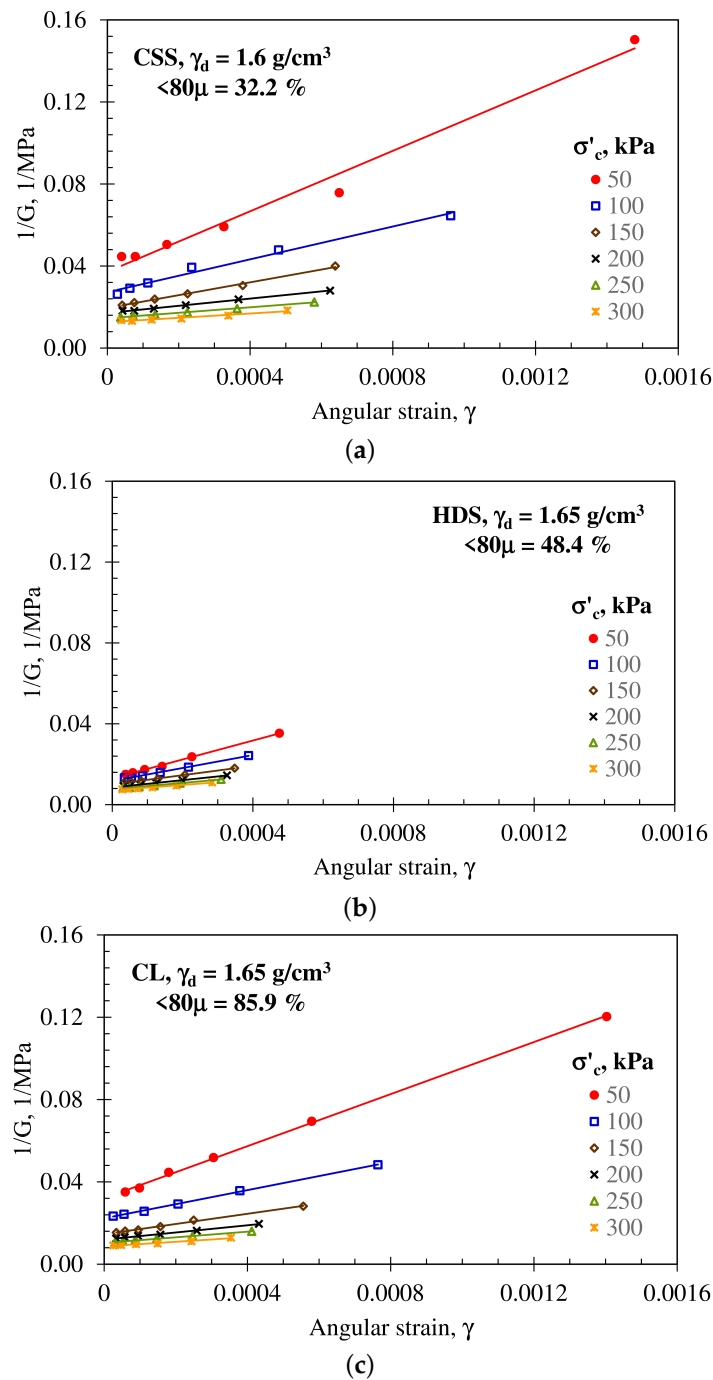 0.16
0.12
0.08
0.04
0.00
1/G, 1/MPa
CSS, γd = 1.6 g/cm³
<80μ = 32.2 %
σ'c, kPa
50
100
150
200
250
300
0 0.0004 0.0008 0.0012 0.0016
Angular strain, γ
(a)
0.16
0.12
0.08
0.04
0.00
1/G, 1/MPa
HDS, γd = 1.65 g/cm³
<80μ = 48.4 %
σ'c, kPa
50
100
150
200
250
300
0 0.0004 0.0008 0.0012 0.0016
Angular strain, γ
(b)
0.16
0.12
0.08
0.04
0.00
1/G, 1/MPa
CL, γd = 1.65 g/cm³
<80μ = 85.9 %
σ'c, kPa
50
100
150
200
250
300
0 0.0004 0.0008 0.0012 0.0016
Angular strain, γ
(c)